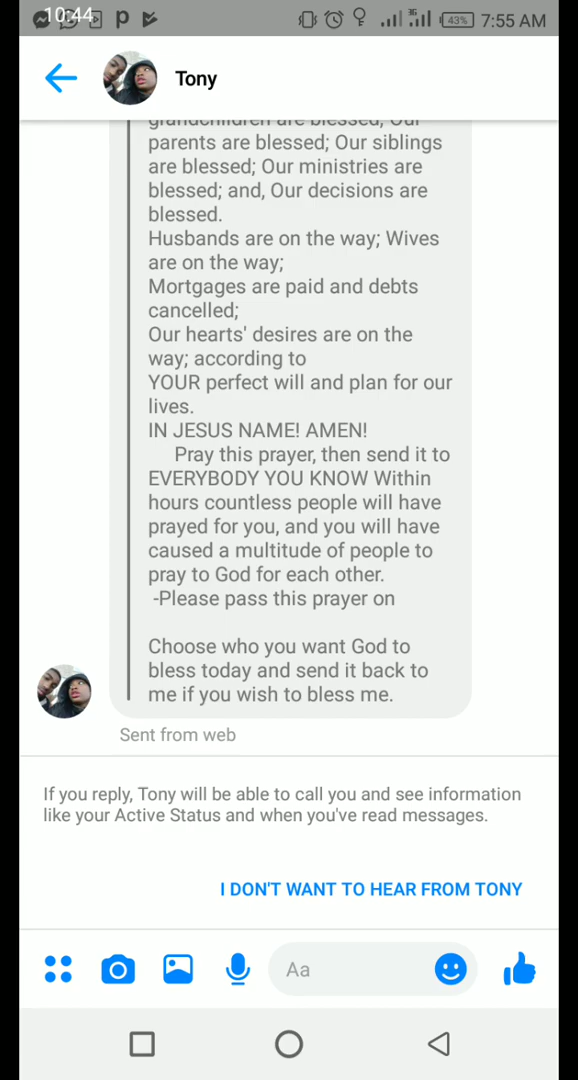 10:44
3G
43%
7:55 AM
Tony
grandchildren are blessed; Our
parents are blessed; Our siblings
are blessed; Our ministries are
blessed; and, Our decisions are
blessed.
Husbands are on the way; Wives
are on the way;
Mortgages are paid and debts
cancelled;
Our hearts' desires are on the
way; according to
YOUR perfect will and plan for our
lives.
IN JESUS NAME! AMEN!
Pray this prayer, then send it to
EVERYBODY YOU KNOW Within
hours countless people will have
prayed for you, and you will have
caused a multitude of people to
pray to God for each other.
-Please pass this prayer on
Choose who you want God to
bless today and send it back to
me if you wish to bless me.
Sent from web
If you reply, Tony will be able to call you and see information
like your Active Status and when you've read messages.
I DON'T WANT TO HEAR FROM TONY
Aa